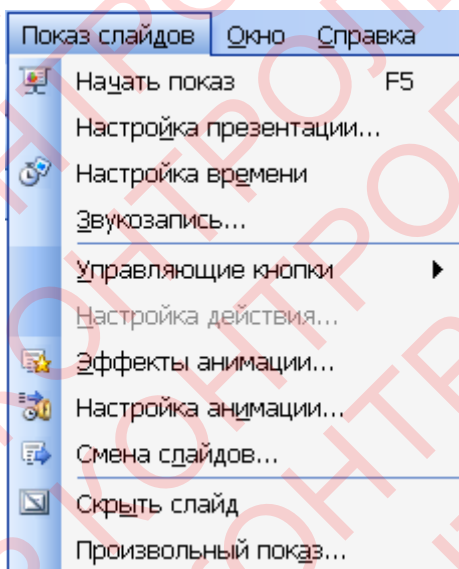 Показ слайдов Окно Справка
Начать показ F5
Настройка презентации...
Настройка времени
Звукозапись...
Управляющие кнопки
Настройка действия...
Эффекты анимации...
Настройка анимации...
Смена слайдов...
Скрыть слайд
Произвольный показ...